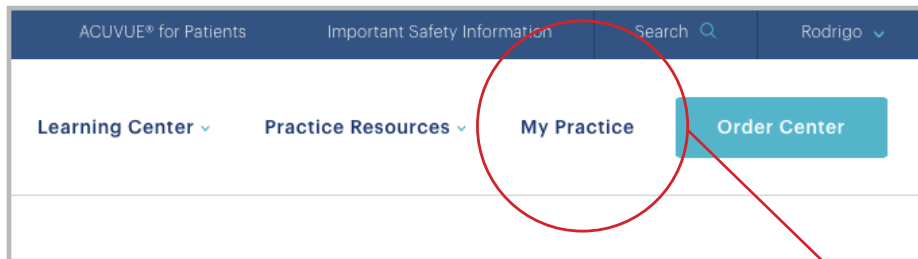 ACUVUE® for Patients Important Safety Information Search Rodrigo
Learning Center Practice Resources My Practice Order Center